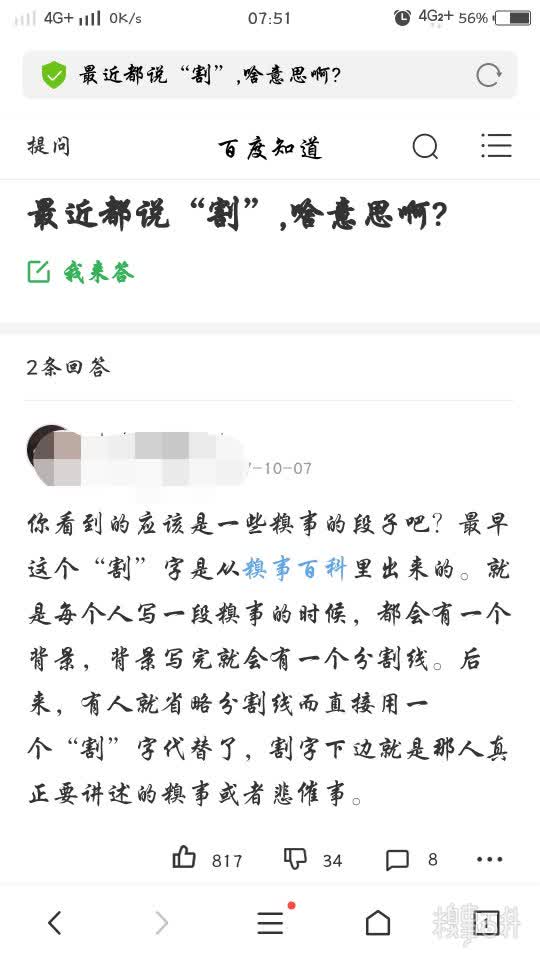 4G+ 0K/s 07:51 4G2+ 56%
最近都说“割”,啥意思啊?
提问 百度知道
最近都说“割”,啥意思啊?
我来答
2条回答
-10-07
你看到的应该是一些糗事的段子吧?最早
这个“割”字是从糗事百科里出来的。就
是每个人写一段糗事的时候,都会有一个
背景,背景写完就会有一个分割线。后
来,有人就省略分割线而直接用一
个“割”字代替了,割字下边就是那人真
正要讲述的糗事或者悲催事。
817 34 8
1
糗事百科